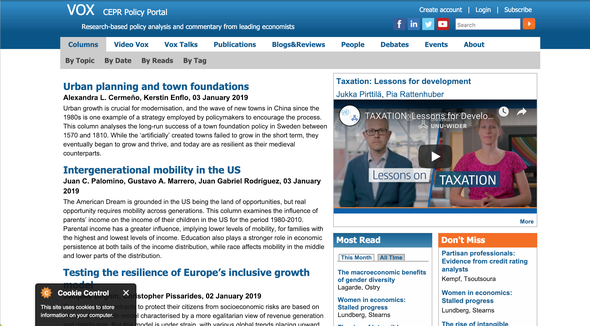 VOX CEPR Policy Portal
Create account | Login | Subscribe
Research-based policy analysis and commentary from leading economists
Search
Columns Video Vox Vox Talks Publications Blogs&Reviews People Debates Events About
By Topic By Date By Reads By Tag
Urban planning and town foundations
Alexandra L. Cermeño, Kerstin Enflo, 03 January 2019
Urban growth is crucial for modernisation, and the wave of new towns in China since the
1980s is one example of a strategy employed by policymakers to encourage the process.
This column analyses the long-run success of a town foundation policy in Sweden between
1570 and 1810. While the ‘artificially’ created towns failed to grow in the short term, they
eventually began to grow and thrive, and today are as resilient as their medieval
counterparts.
Intergenerational mobility in the US
Juan C. Palomino, Gustavo A. Marrero, Juan Gabriel Rodríguez, 03 January
2019
The American Dream is grounded in the US being the land of opportunities, but real
opportunity requires mobility across generations. This column examines the influence of
parents' income on the income of their children in the US for the period 1980-2010.
Parental income has a greater influence, implying lower levels of mobility, for families with
the highest and lowest levels of income. Education also plays a stronger role in economic
persistence at both tails of the income distribution, while race affects mobility in the middle
and lower parts of the distribution.
Testing the resilience of Europe’s inclusive growth
Christopher Pissarides, 02 January 2019
to protect their citizens from socioeconomic risks are based on
characterised by a more egalitarian view of revenue generation
model is under strain, with various global trends placing upward
Cookie Control X
This site uses cookies to store
information on your computer.
Taxation: Lessons for development
Jukka Pirttilä, Pia Rattenhuber
TAXATION: Lessons for Develo...
UNU-WIDER
Lessons on TAXATION
More
Most Read
This Month All Time
The macroeconomic benefits
of gender diversity
Lagarde, Ostry
Women in economics:
Stalled progress
Lundberg, Stearns
Don't Miss
Partisan professionals:
Evidence from credit rating
analysts
Kempf, Tsoutsoura
Women in economics:
Stalled progress
Lundberg, Stearns
The rise of intangible